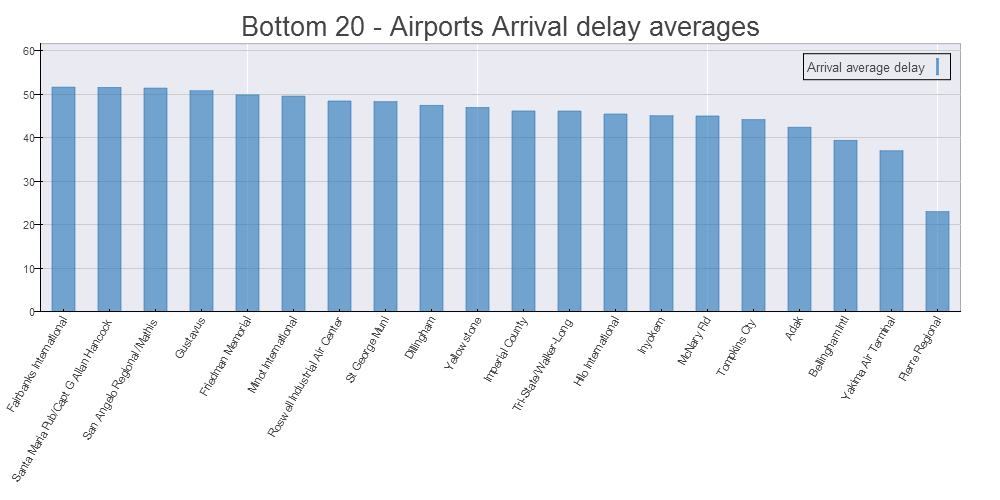 Bottom 20 - Airports Arrival delay averages
Arrival average delay
60
50
40
30
20
10
0
Fairbanks International
Santa Maria Pub/Capt G Allan Hancock
San Angelo Regional /Mathis
Gustavus
Friedman Memorial
Minot International
Roswell Industrial Air Center
St George Muni
Dillingham
Yellowstone
Imperial County
Tri-State/Walker-Long
Hilo International
Inyokern
McNary Fld
Tompkins Cty
Adak
Bellingham Intl
Yakima Air Terminal
Pierre Regional